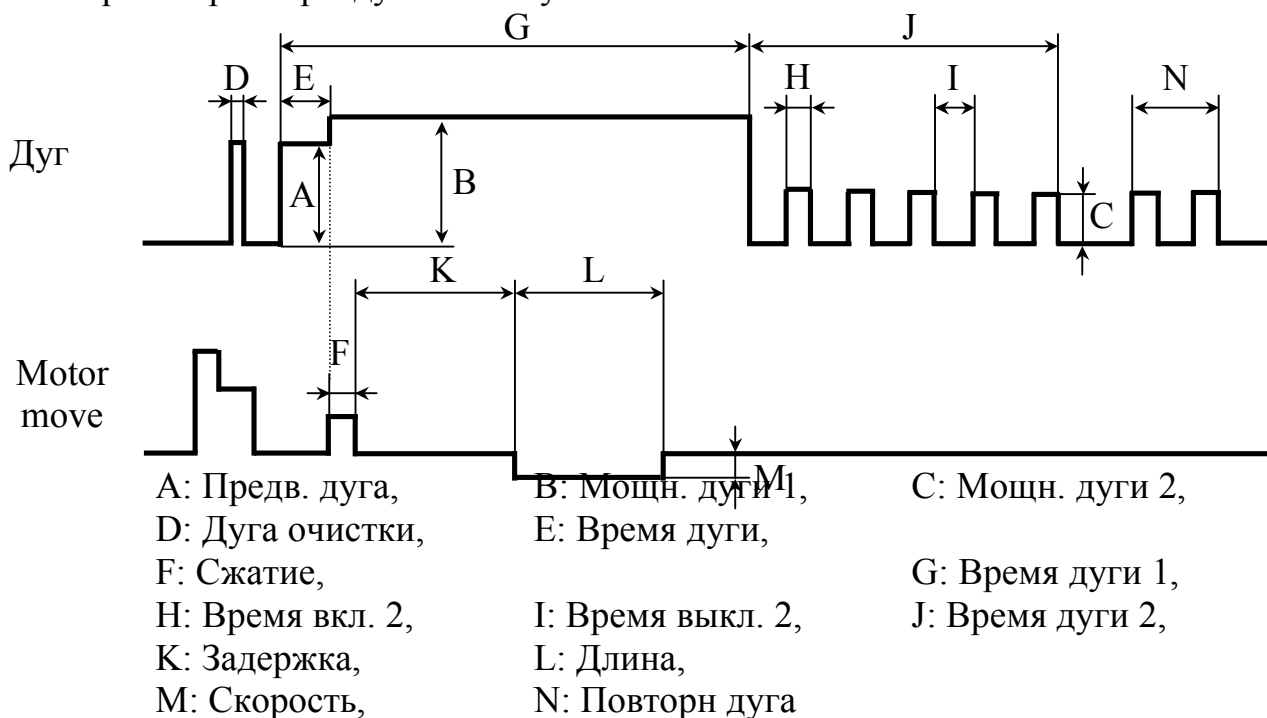 G J
D E H I N
Дуг
A B C
K L
F
Motor
move
M
A: Предв. дуга, B: Мощн. дуги 1, C: Мощн. дуги 2,
D: Дуга очистки, E: Время дуги,
F: Сжатие, G: Время дуги 1,
H: Время вкл. 2, I: Время выкл. 2, J: Время дуги 2,
K: Задержка, L: Длина,
M: Скорость, N: Повторн дуга